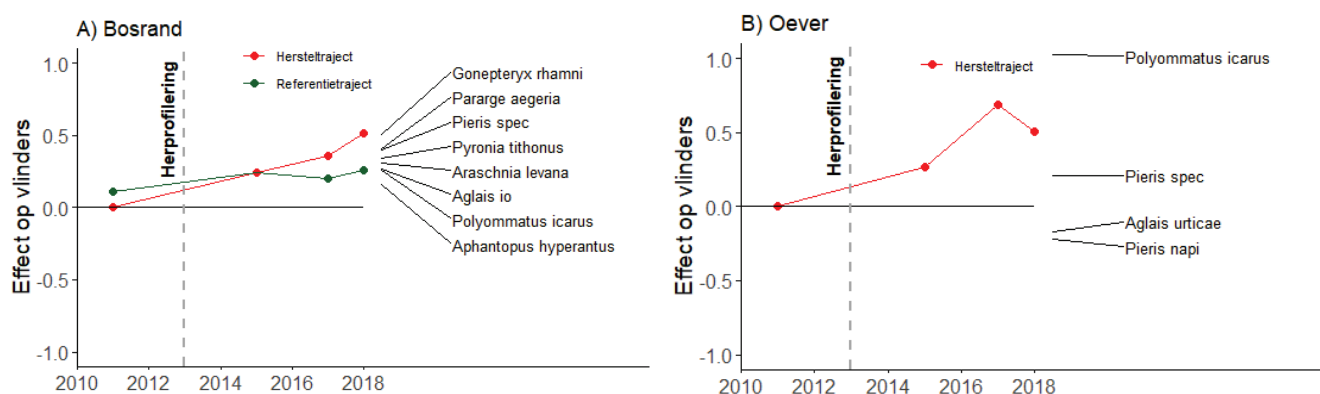 A) Bosrand
Effect op vlinders
1.0
0.5
0.0
-0.5
-1.0
Herprofilering
Hersteltraject
Referentietraject
Gonepteryx rhamni
Pararge aegeria
Pieris spec
Pyronia tithonus
Araschnia levana
Aglais io
Polyommatus icarus
Aphantopus hyperantus
2010 2012 2014 2016 2018
B) Oever
Effect op vlinders
1.0
0.5
0.0
-0.5
-1.0
Herprofilering
Hersteltraject
Polyommatus icarus
Pieris spec
Aglais urticae
Pieris napi
2010 2012 2014 2016 2018